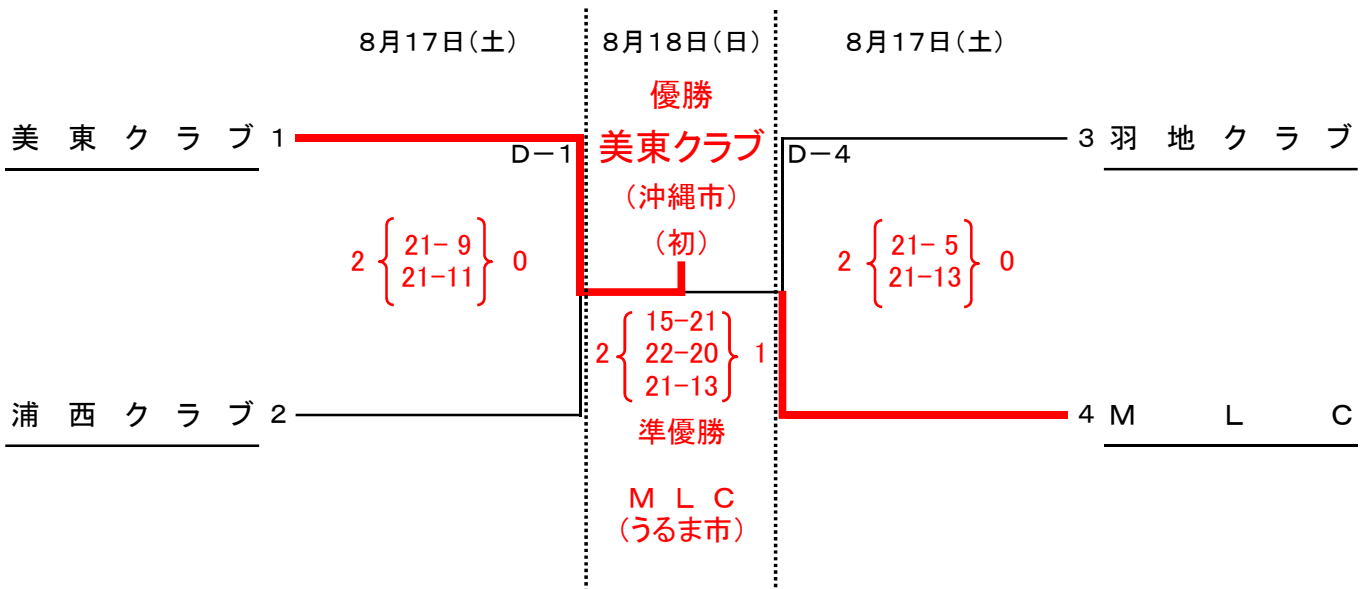 8月17日(土)
8月18日(日)
8月17日(土)
優勝
美東クラブ 1
D-1
美東クラブ
D-4
3 羽地クラブ
(沖縄市)
(初)
2 { 21- 9 } 0
21-11
2 { 21- 5 } 0
21-13
15-21
2 { 22-20 } 1
21-13
浦西クラブ 2
準優勝
4 M L C
M L C
(うるま市)